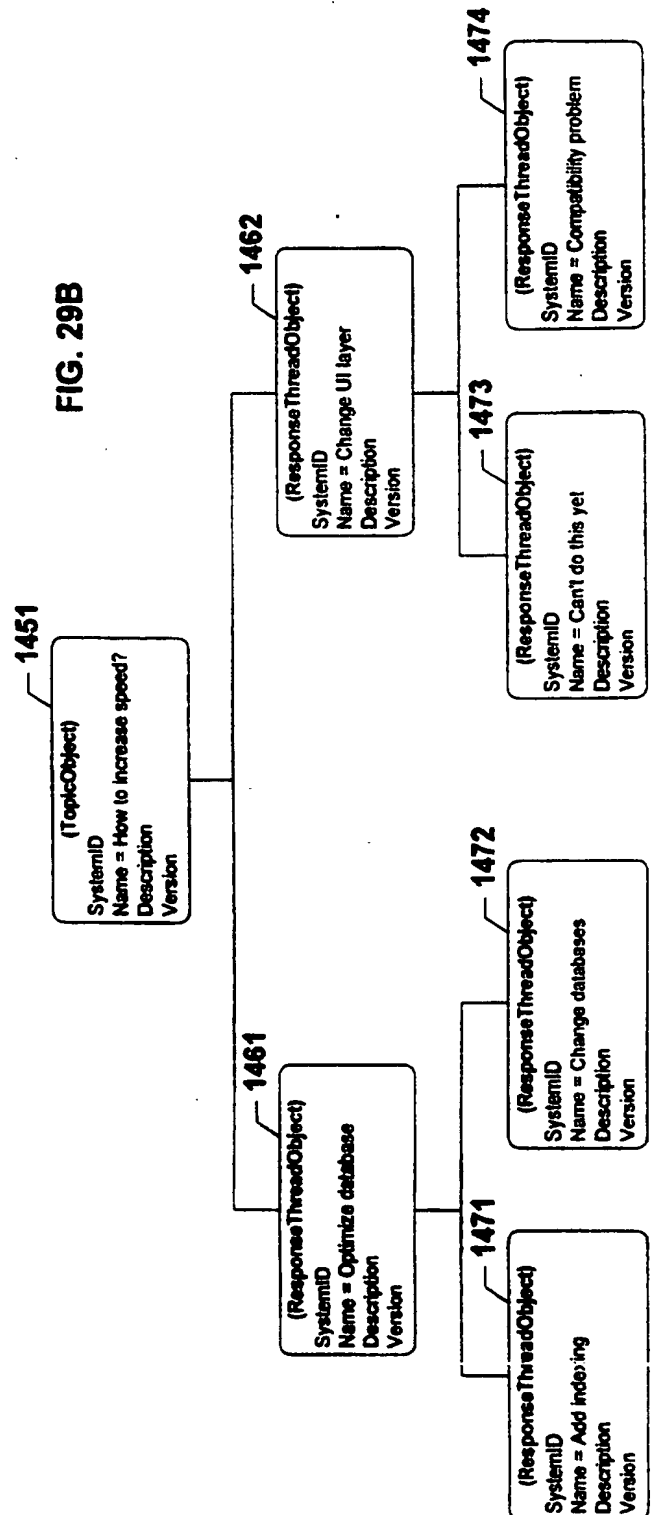 FIG. 29B
1451
(TopicObject)
SystemID
Name = How to increase speed?
Description
Version
1461
(ResponseThreadObject)
SystemID
Name = Optimize database
Description
Version
1462
(ResponseThreadObject)
SystemID
Name = Change UI layer
Description
Version
1471
(ResponseThreadObject)
SystemID
Name = Add indexing
Description
Version
1472
(ResponseThreadObject)
SystemID
Name = Change databases
Description
Version
1473
(ResponseThreadObject)
SystemID
Name = Can't do this yet
Description
Version
1474
(ResponseThreadObject)
SystemID
Name = Compatibility problem
Description
Version